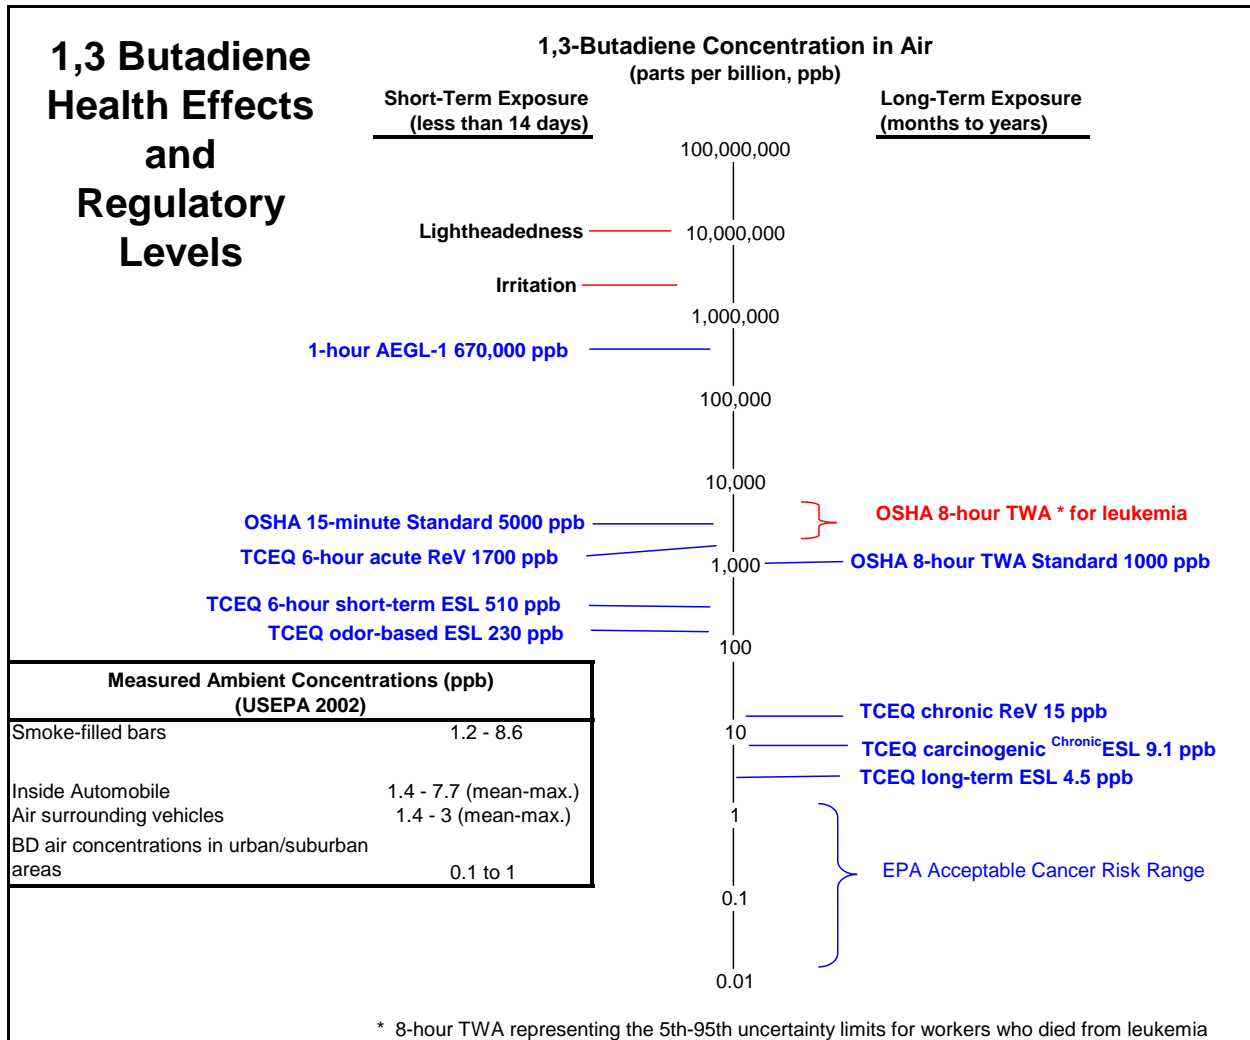 1,3 Butadiene
Health Effects
and
Regulatory
Levels
1,3-Butadiene Concentration in Air
(parts per billion, ppb)
Short-Term Exposure
(less than 14 days)
Long-Term Exposure
(months to years)
100,000,000
Lightheadedness
10,000,000
Irritation
1,000,000
1-hour AEGL-1 670,000 ppb
100,000
10,000
OSHA 15-minute Standard 5000 ppb
OSHA 8-hour TWA * for leukemia
TCEQ 6-hour acute ReV 1700 ppb
1,000
OSHA 8-hour TWA Standard 1000 ppb
TCEQ 6-hour short-term ESL 510 ppb
TCEQ odor-based ESL 230 ppb
100
Measured Ambient Concentrations (ppb)
(USEPA 2002)
Smoke-filled bars 1.2 - 8.6
Inside Automobile 1.4 - 7.7 (mean-max.)
Air surrounding vehicles 1.4 - 3 (mean-max.)
BD air concentrations in urban/suburban
areas 0.1 to 1
TCEQ chronic ReV 15 ppb
10
TCEQ carcinogenic Chronic ESL 9.1 ppb
TCEQ long-term ESL 4.5 ppb
1
EPA Acceptable Cancer Risk Range
0.1
0.01
* 8-hour TWA representing the 5th-95th uncertainty limits for workers who died from leukemia